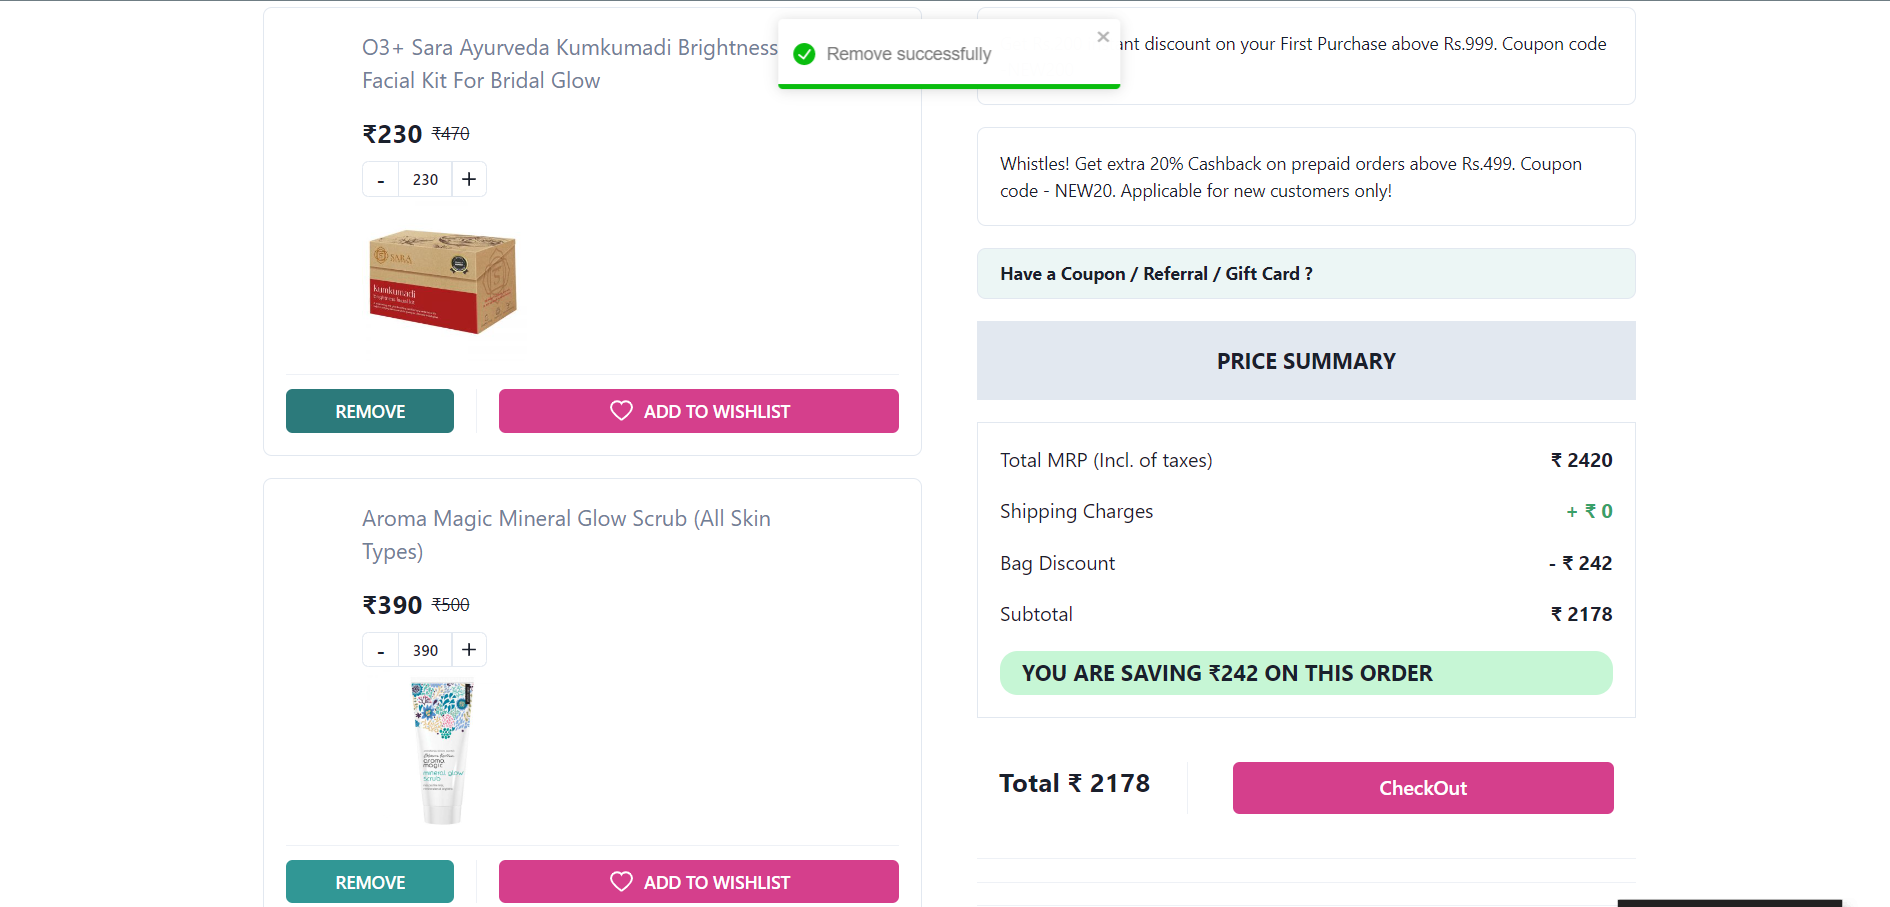 O3+ Sara Ayurveda Kumkumadi Brightness
Facial Kit For Bridal Glow
₹230 ₹470
- 230 +
SARA
Kumkumadi
REMOVE
ADD TO WISHLIST
Aroma Magic Mineral Glow Scrub (All Skin
Types)
₹390 ₹500
- 390 +
aroma
magic
mineral glow
scrub
REMOVE
ADD TO WISHLIST
Remove successfully
ant discount on your First Purchase above Rs.999. Coupon code
Whistles! Get extra 20% Cashback on prepaid orders above Rs.499. Coupon
code - NEW20. Applicable for new customers only!
Have a Coupon / Referral / Gift Card ?
PRICE SUMMARY
Total MRP (Incl. of taxes) ₹ 2420
Shipping Charges + ₹ 0
Bag Discount - ₹ 242
Subtotal ₹ 2178
YOU ARE SAVING ₹242 ON THIS ORDER
Total ₹ 2178
CheckOut